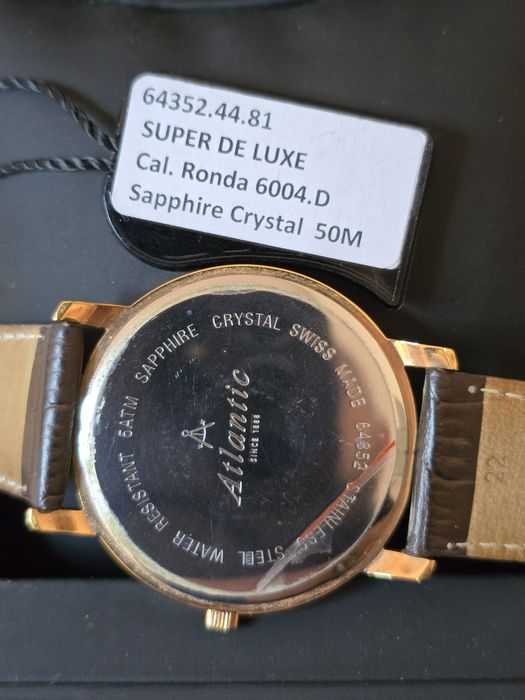 64352.44.81
SUPER DE LUXE
Cal. Ronda 6004.D
Sapphire Crystal 50M
SAPPHIRE CRYSTAL SWISS MADE 64352 STAINLESS STEEL WATER RESISTANT 5ATM
Atlantic
SINCE 1888